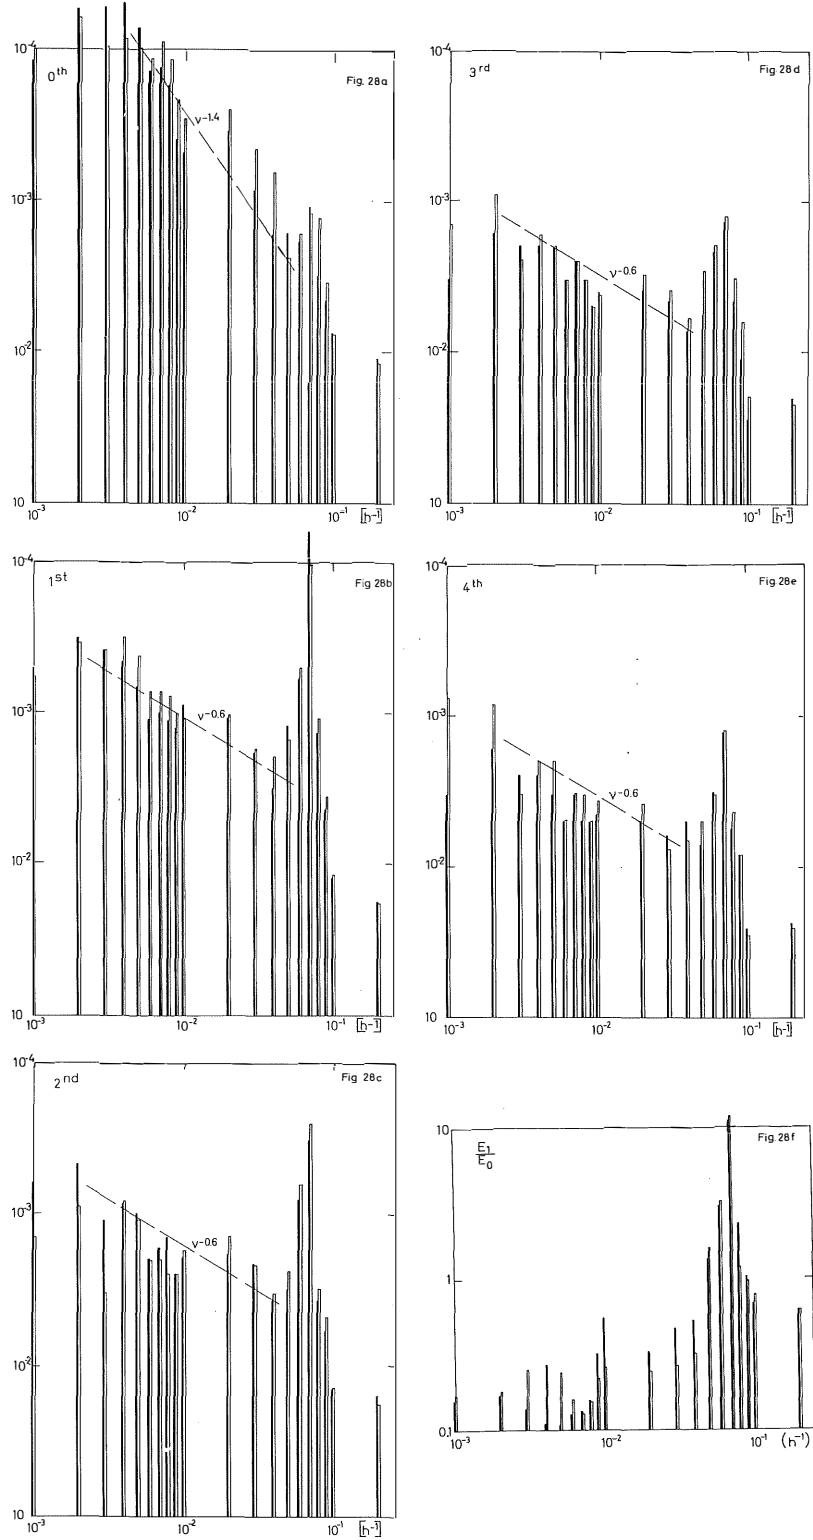 10⁻⁴
0ᵗʰ
Fig. 28a
ν-1.4
10⁻³
10⁻²
10
10⁻³
10⁻²
10⁻¹
[h⁻¹]
10⁻⁴
3ʳᵈ
Fig.28d
10⁻³
ν-0.6
10⁻²
10
10⁻³
10⁻²
10⁻¹
[h⁻¹]
10⁻⁴
1ˢᵗ
Fig 28b
10⁻³
ν-0.6
10⁻²
10
10⁻³
10⁻²
10⁻¹
[h⁻¹]
10⁻⁴
4ᵗʰ
Fig.28e
10⁻³
ν-0.6
10⁻²
10
10⁻³
10⁻²
10⁻¹
[h⁻¹]
10⁻⁴
2ⁿᵈ
Fig 28c
10⁻³
ν-0.6
10⁻²
10
10⁻³
10⁻²
10⁻¹
[h⁻¹]
10
E₁
E₀
Fig.28f
1
0.1
10⁻³
10⁻²
10⁻¹
(h⁻¹)